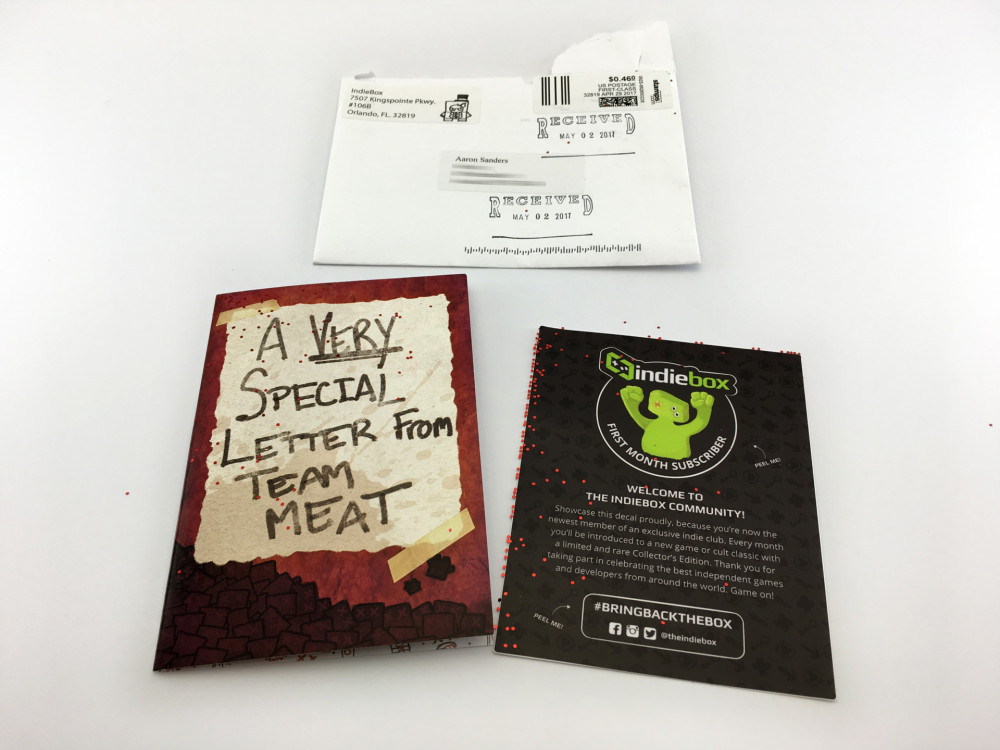 IndieBox
7507 Kingspointe Pkwy.
#106B
Orlando, FL. 32819
$0.460
US POSTAGE
FIRST-CLASS
32819 APR 29 2017
RECEIVED
MAY 02 2017
Aaron Sanders
RECEIVED
MAY 02 2017
A VERY
SPECIAL
LETTER FROM
TEAM
MEAT
indiebox
FIRST MONTH SUBSCRIBER
PEEL ME!
WELCOME TO
THE INDIEBOX COMMUNITY!
Showcase this decal proudly, because you're now the
newest member of an exclusive indie club. Every month
you'll be introduced to a new game or cult classic with
a limited and rare Collector's Edition. Thank you for
taking part in celebrating the best independent games
and developers from around the world. Game on!
PEEL ME!
#BRINGBACKTHEBOX
@theindiebox